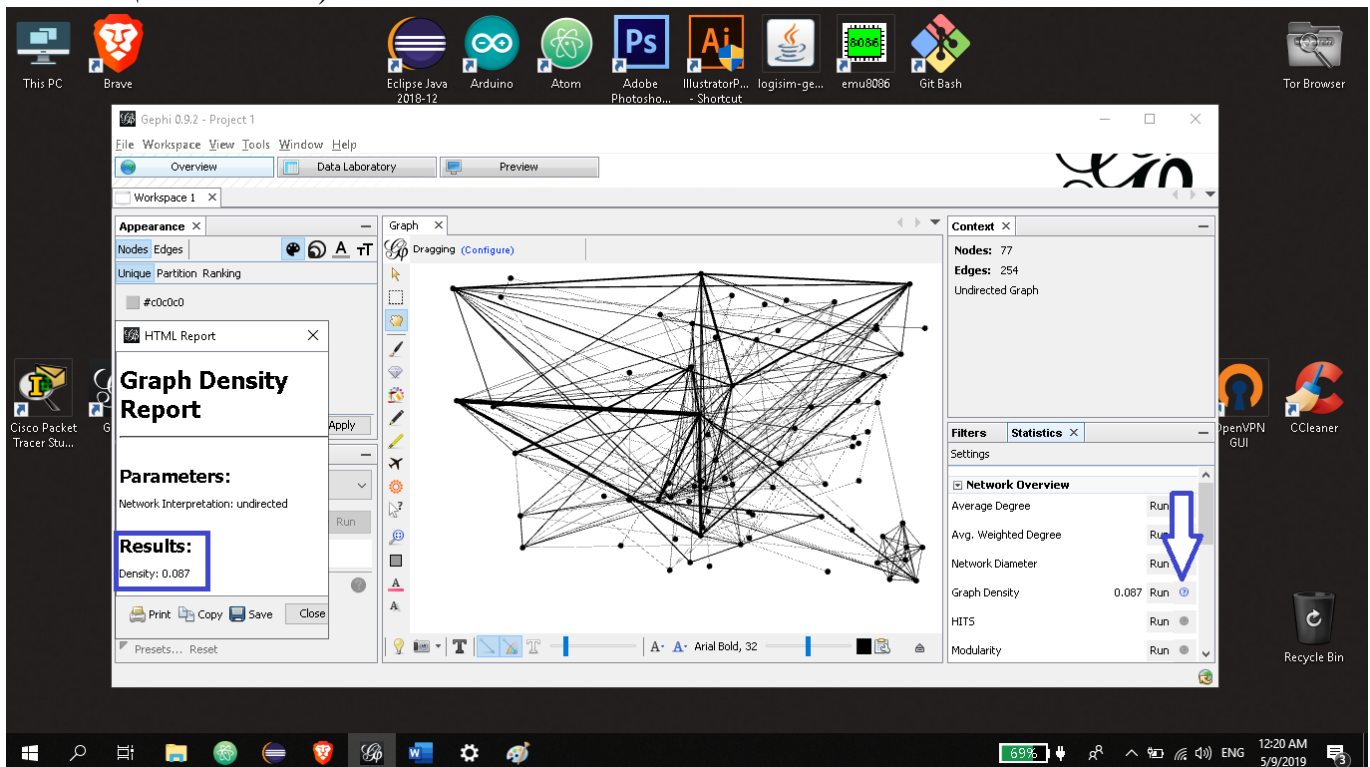 This PC
Brave
Eclipse Java
2018-12
Arduino
Atom
Adobe
Photosho...
IllustratorP...
- Shortcut
logisim-ge...
emu8086
Git Bash
Tor Browser
Ps
Ai
8086
Gephi 0.9.2 - Project 1
File Workspace View Tools Window Help
Overview
Data Laboratory
Preview
Workspace 1
Appearance
Nodes Edges
Unique Partition Ranking
#c0c0c0
HTML Report
Graph Density
Report
Parameters:
Network Interpretation: undirected
Results:
Density: 0.087
Print Copy Save Close
Apply
Run
Presets... Reset
Graph
Dragging (Configure)
A- A- Arial Bold, 32
Context
Nodes: 77
Edges: 254
Undirected Graph
Filters Statistics
Settings
Network Overview
Average Degree Run
Avg. Weighted Degree Run
Network Diameter Run
Graph Density 0.087 Run
HITS Run
Modularity Run
Cisco Packet
Tracer Stu...
G
OpenVPN
GUI
CCleaner
Recycle Bin
69%
ENG
12:20 AM
5/9/2019
3